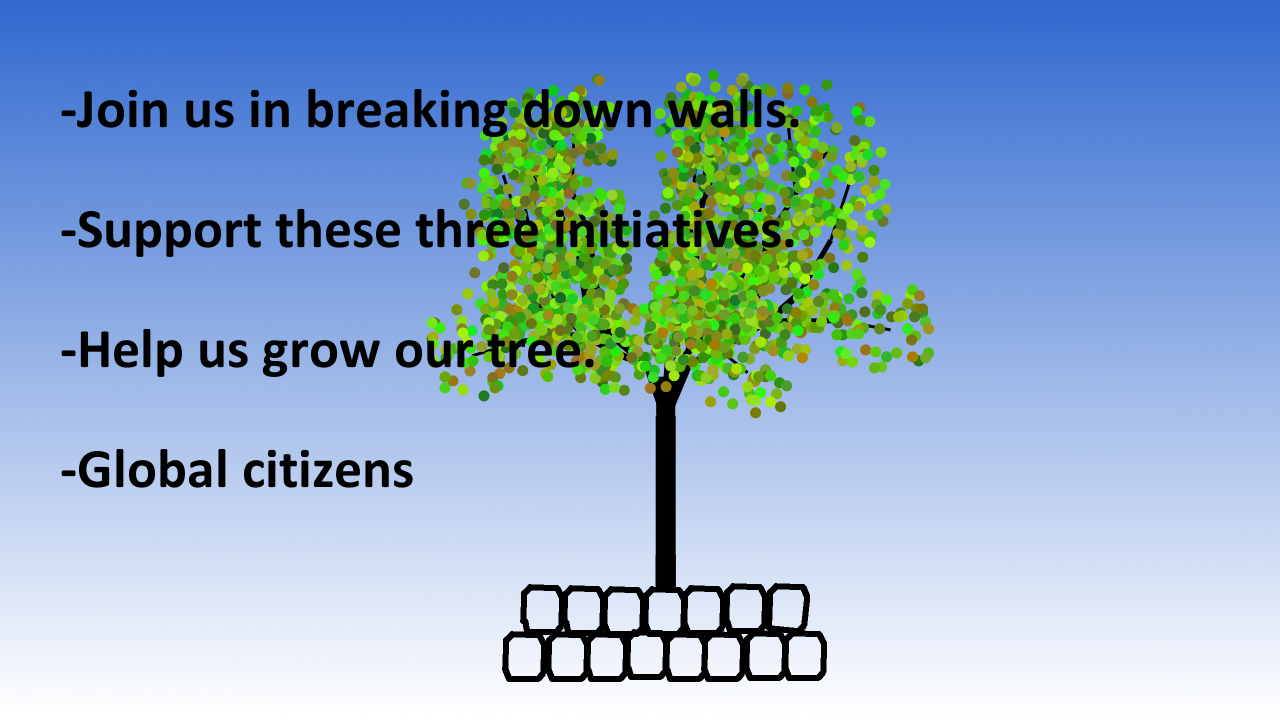 -Join us in breaking down walls.
-Support these three initiatives.
-Help us grow our tree.
-Global citizens